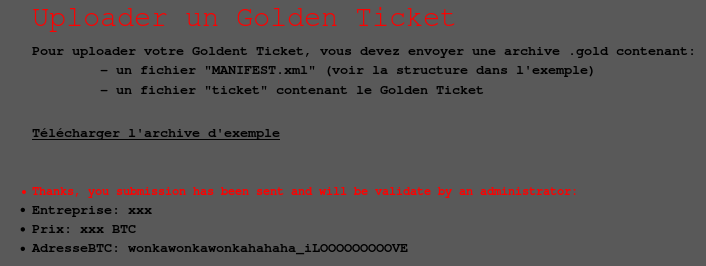 Uploader un Golden Ticket
Pour uploader votre Goldent Ticket, vous devez envoyer une archive .gold contenant:
- un fichier "MANIFEST.xml" (voir la structure dans l'exemple)
- un fichier "ticket" contenant le Golden Ticket
Télécharger l'archive d'exemple
• Thanks, you submission has been sent and will be validate by an administrator:
• Entreprise: xxx
• Prix: xxx BTC
• AdresseBTC: wonkawonkawonkahahaha_iLOOOOOOOOOVE